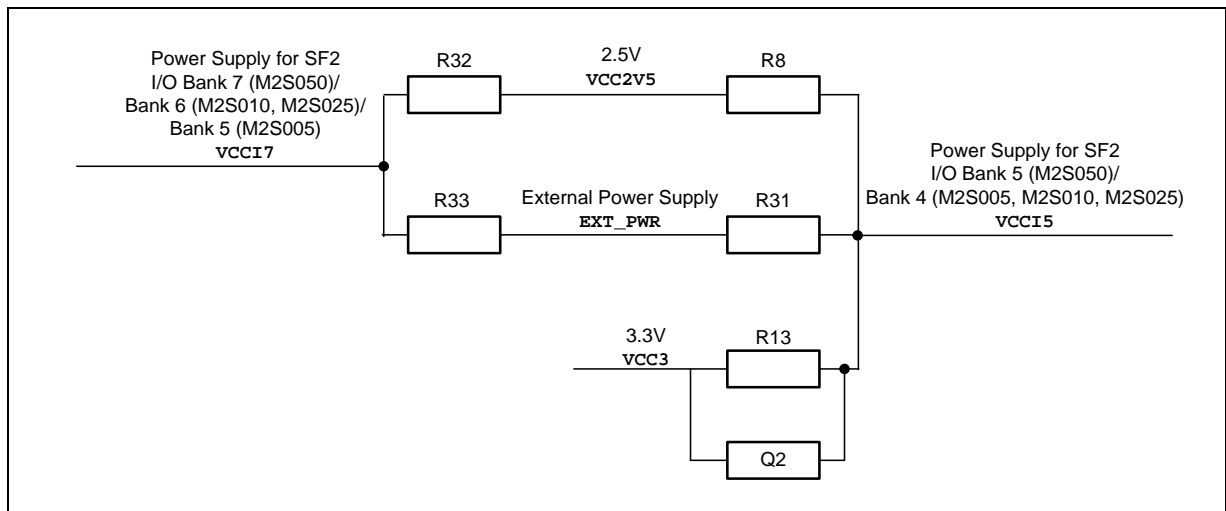 Power Supply for SF2
I/O Bank 7 (M2S050)/
Bank 6 (M2S010, M2S025)/
Bank 5 (M2S005)
VCCI7
R32
2.5V
VCC2V5
R8
R33
External Power Supply
EXT_PWR
R31
Power Supply for SF2
I/O Bank 5 (M2S050)/
Bank 4 (M2S005, M2S010, M2S025)
VCCI5
3.3V
VCC3
R13
Q2